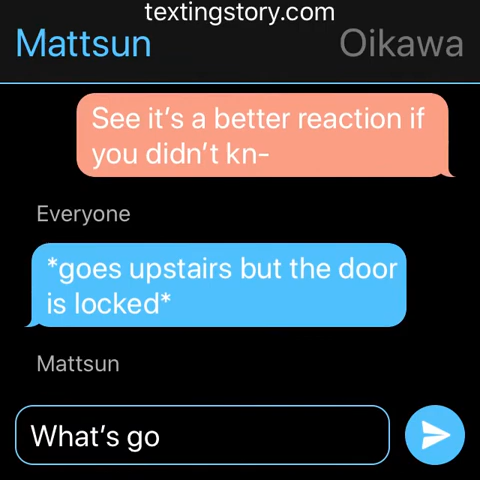 textingstory.com
Mattsun
Oikawa
See it’s a better reaction if
you didn’t kn-
Everyone
*goes upstairs but the door
is locked*
Mattsun
What’s go